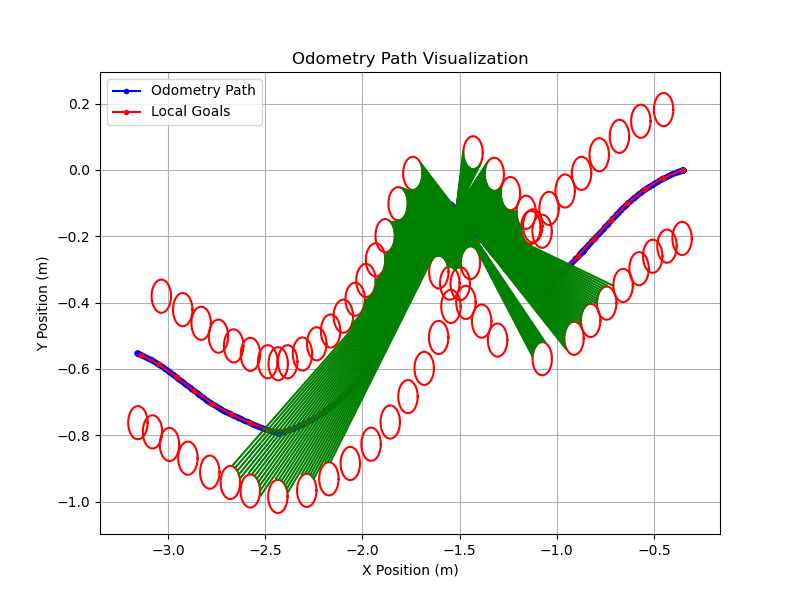 Odometry Path Visualization
Odometry Path
Local Goals
Y Position (m)
0.2
0.0
−0.2
−0.4
−0.6
−0.8
−1.0
−3.0 −2.5 −2.0 −1.5 −1.0 −0.5
X Position (m)